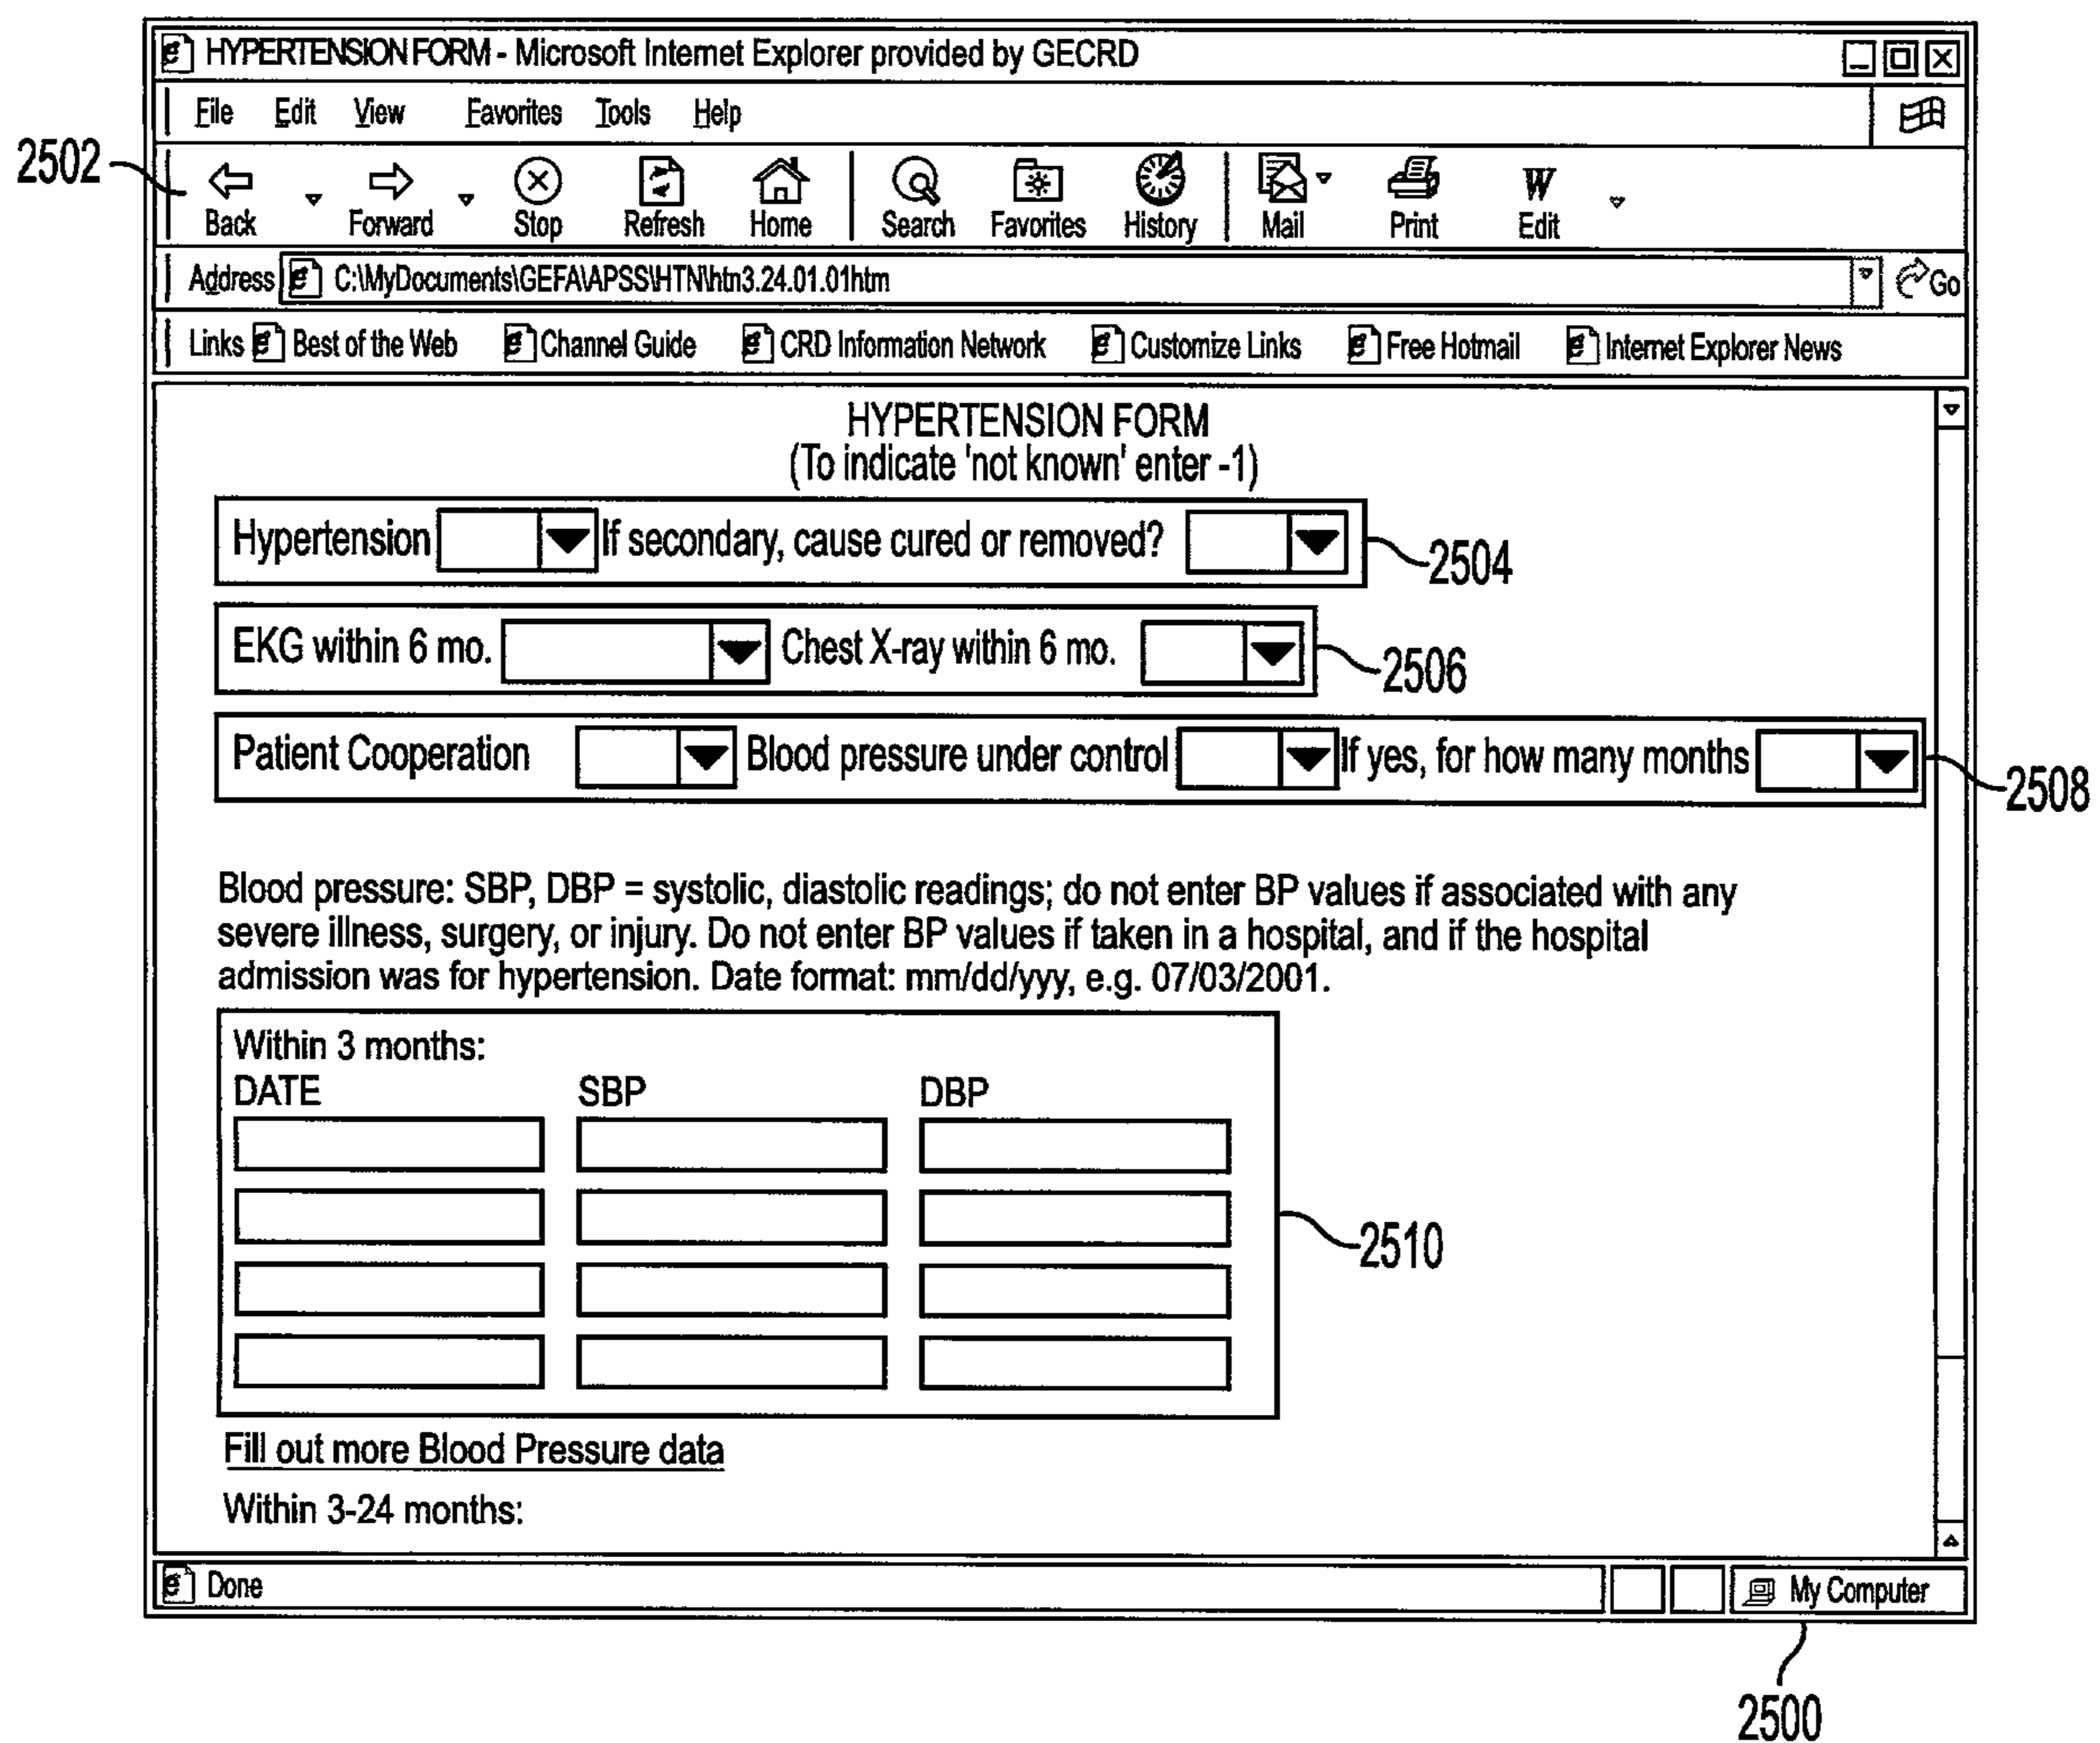 HYPERTENSION FORM - Microsoft Internet Explorer provided by GECRD
File Edit View Favorites Tools Help
2502
Back Forward Stop Refresh Home Search Favorites History Mail Print Edit
Address C:\MyDocuments\GEFA\APSS\HTN\htn3.24.01.01htm Go
Links Best of the Web Channel Guide CRD Information Network Customize Links Free Hotmail Internet Explorer News
HYPERTENSION FORM
(To indicate 'not known' enter -1)
Hypertension If secondary, cause cured or removed?
2504
EKG within 6 mo. Chest X-ray within 6 mo.
2506
Patient Cooperation Blood pressure under control If yes, for how many months
2508
Blood pressure: SBP, DBP = systolic, diastolic readings; do not enter BP values if associated with any
severe illness, surgery, or injury. Do not enter BP values if taken in a hospital, and if the hospital
admission was for hypertension. Date format: mm/dd/yyy, e.g. 07/03/2001.
Within 3 months:
DATE SBP DBP
2510
Fill out more Blood Pressure data
Within 3-24 months:
Done My Computer
2500